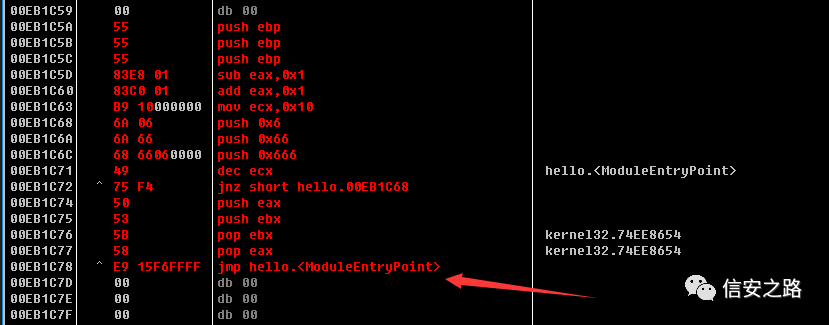 00EB1C59 00 db 00
00EB1C5A 55 push ebp
00EB1C5B 55 push ebp
00EB1C5C 55 push ebp
00EB1C5D 83E8 01 sub eax,0x1
00EB1C60 83C0 01 add eax,0x1
00EB1C63 B9 10000000 mov ecx,0x10
00EB1C68 6A 06 push 0x6
00EB1C6A 6A 66 push 0x66
00EB1C6C 68 66060000 push 0x666
00EB1C71 49 dec ecx hello.<ModuleEntryPoint>
00EB1C72 ^ 75 F4 jnz short hello.00EB1C68
00EB1C74 50 push eax
00EB1C75 53 push ebx
00EB1C76 5B pop ebx kernel32.74EE8654
00EB1C77 58 pop eax kernel32.74EE8654
00EB1C78 ^ E9 15F6FFFF jmp hello.<ModuleEntryPoint>
00EB1C7D 00 db 00
00EB1C7E 00 db 00
00EB1C7F 00 db 00
信安之路